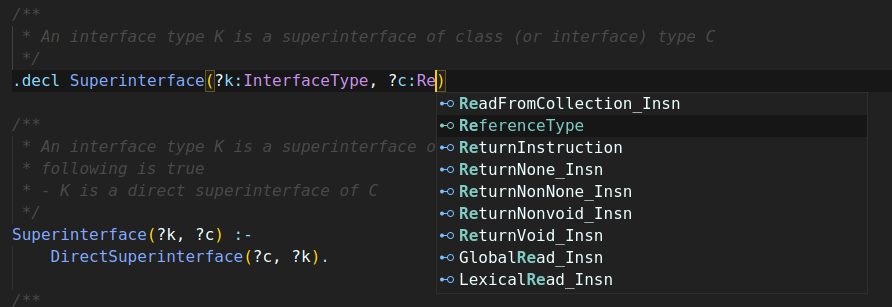 /**
 * An interface type K is a superinterface of class (or interface) type C
 */
.decl Superinterface(?k:InterfaceType, ?c:Re)
ReadFromCollection_Insn
ReferenceType
ReturnInstruction
ReturnNone_Insn
ReturnNonNone_Insn
ReturnNonvoid_Insn
ReturnVoid_Insn
GlobalRead_Insn
LexicalRead_Insn
/**
 * An interface type K is a superinterface o
 * following is true
 * - K is a direct superinterface of C
 */
Superinterface(?k, ?c) :-
    DirectSuperinterface(?c, ?k).
/**